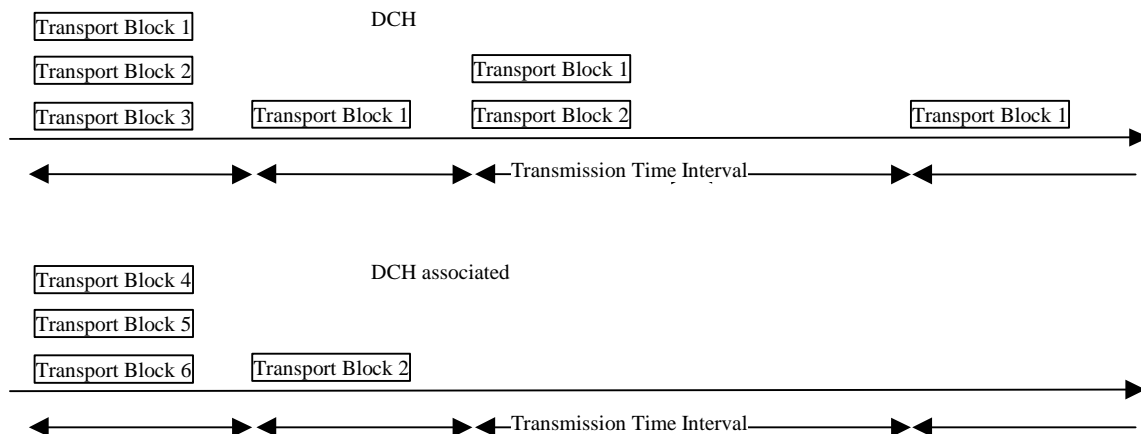 Transport Block 1
DCH
Transport Block 2
Transport Block 1
Transport Block 3
Transport Block 1
Transport Block 2
Transport Block 1
Transmission Time Interval
Transport Block 4
DCH associated
Transport Block 5
Transport Block 6
Transport Block 2
Transmission Time Interval